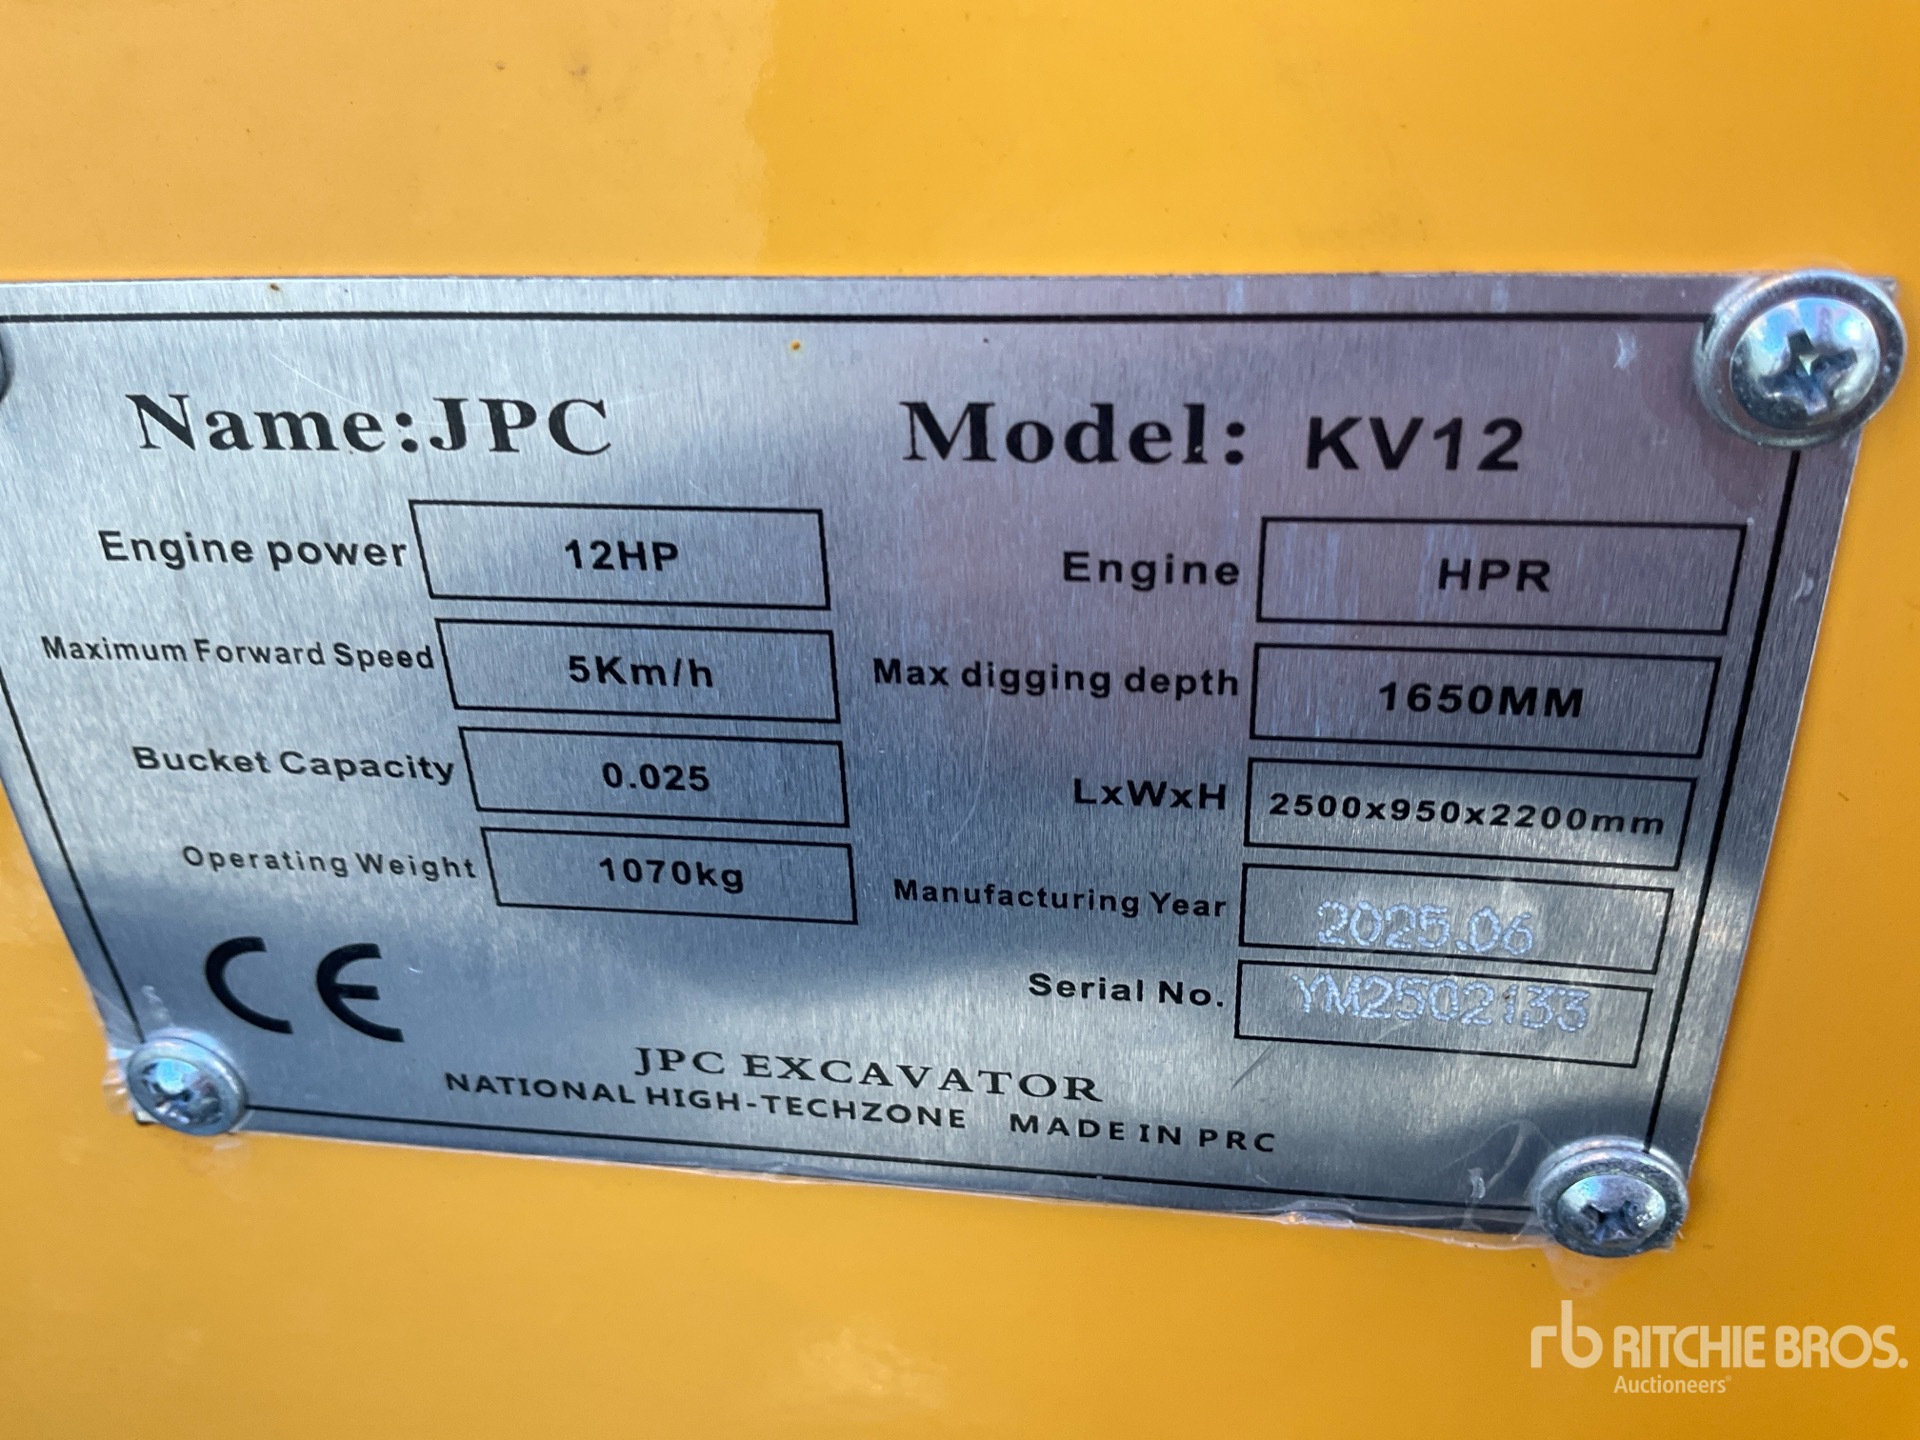 Name:JPC Model: KV12
Engine power 12HP Engine HPR
Maximum Forward Speed 5Km/h Max digging depth 1650MM
Bucket Capacity 0.025 LxWxH 2500x950x2200mm
Operating Weight 1070kg Manufacturing Year 2025.06
Serial No. YM2502133
CE
JPC EXCAVATOR
NATIONAL HIGH-TECHZONE MADE IN PRC
rb RITCHIE BROS.
Auctioneers